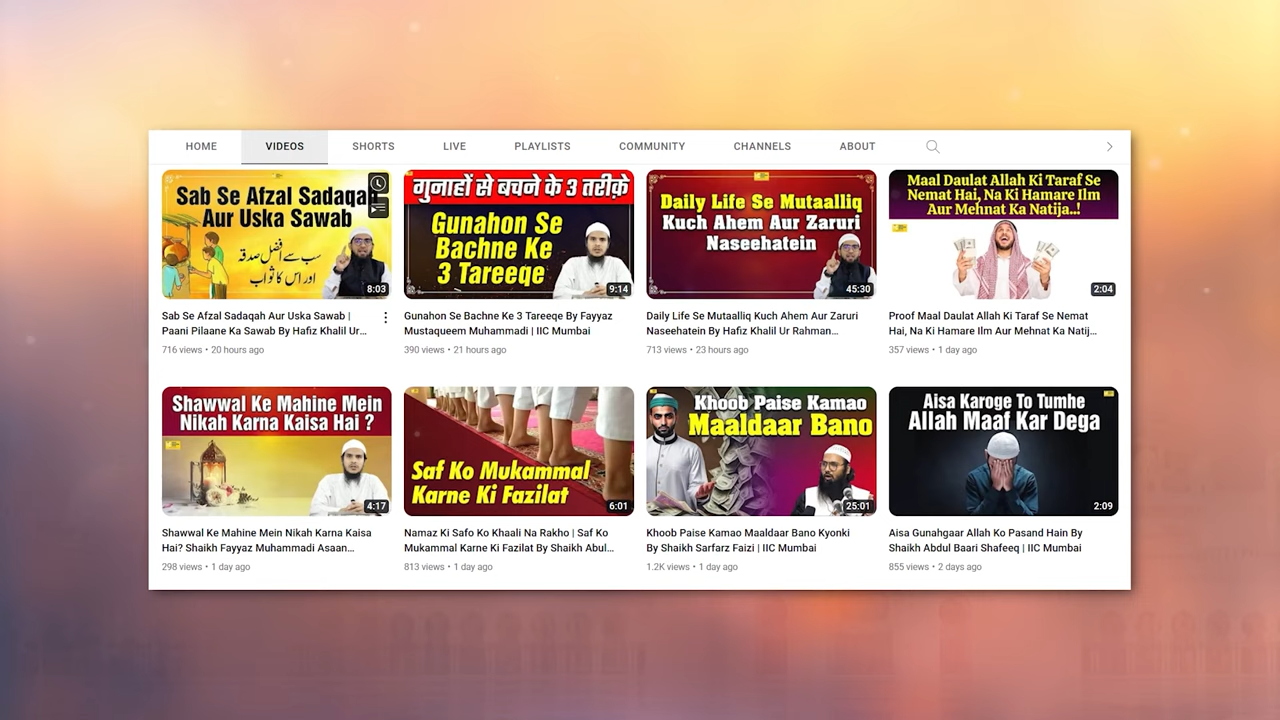 HOME VIDEOS SHORTS LIVE PLAYLISTS COMMUNITY CHANNELS ABOUT
Sab Se Afzal Sadaqah
Aur Uska Sawab
سب سے افضل صدقہ
اور اس کا ثواب
8:03
गुनाहों से बचने के 3 तरीक़े
Gunahon Se
Bachne Ke
3 Tareeqe
9:14
Daily Life Se Mutaalliq
Kuch Ahem Aur Zaruri
Naseehatein
45:30
Maal Daulat Allah Ki Taraf Se
Nemat Hai, Na Ki Hamare Ilm
Aur Mehnat Ka Natija..!
2:04
Sab Se Afzal Sadaqah Aur Uska Sawab |
Paani Pilaane Ka Sawab By Hafiz Khalil Ur...
716 views • 20 hours ago
Gunahon Se Bachne Ke 3 Tareeqe By Fayyaz
Mustaqueem Muhammadi | IIC Mumbai
390 views • 21 hours ago
Daily Life Se Mutaalliq Kuch Ahem Aur Zaruri
Naseehatein By Hafiz Khalil Ur Rahman...
713 views • 23 hours ago
Proof Maal Daulat Allah Ki Taraf Se Nemat
Hai, Na Ki Hamare Ilm Aur Mehnat Ka Natij...
357 views • 1 day ago
Shawwal Ke Mahine Mein
Nikah Karna Kaisa Hai ?
4:17
Saf Ko Mukammal
Karne Ki Fazilat
6:01
Khoob Paise Kamao
Maaldaar Bano
25:01
Aisa Karoge To Tumhe
Allah Maaf Kar Dega
2:09
Shawwal Ke Mahine Mein Nikah Karna Kaisa
Hai? Shaikh Fayyaz Muhammadi Asaan...
298 views • 1 day ago
Namaz Ki Safo Ko Khaali Na Rakho | Saf Ko
Mukammal Karne Ki Fazilat By Shaikh Abul...
813 views • 1 day ago
Khoob Paise Kamao Maaldaar Bano Kyonki
By Shaikh Sarfarz Faizi | IIC Mumbai
1.2K views • 1 day ago
Aisa Gunahgaar Allah Ko Pasand Hain By
Shaikh Abdul Baari Shafeeq | IIC Mumbai
855 views • 2 days ago